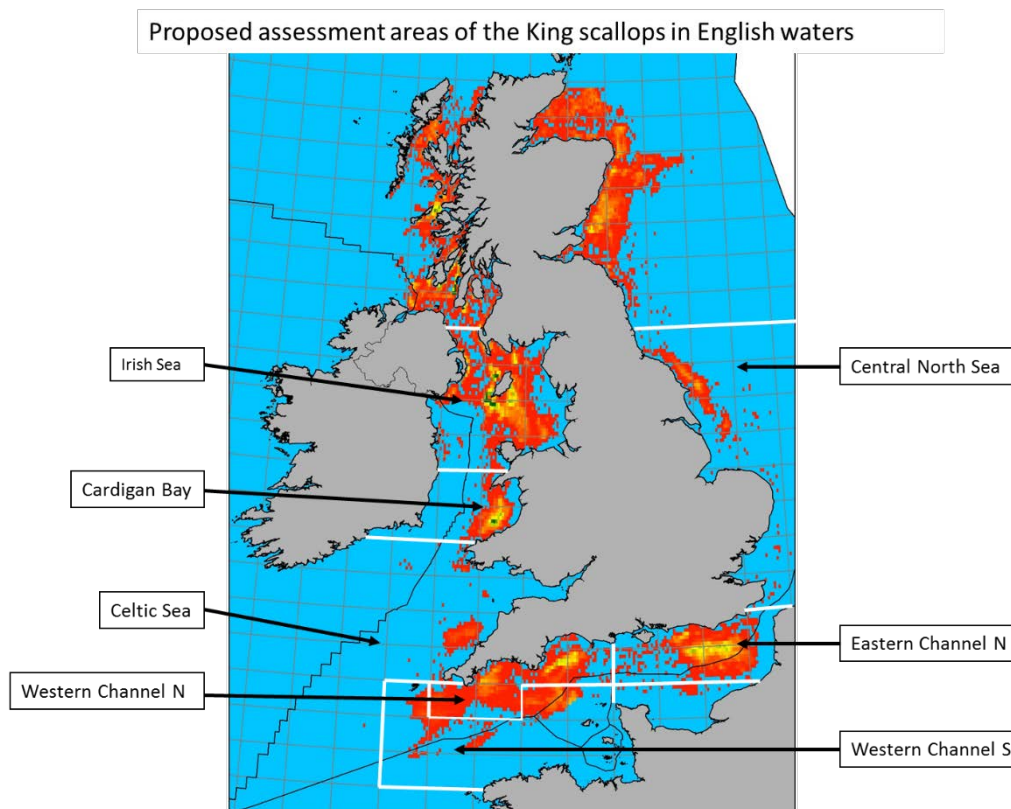 Proposed assessment areas of the King scallops in English waters
Irish Sea
Central North Sea
Cardigan Bay
Celtic Sea
Eastern Channel N
Western Channel N
Western Channel S